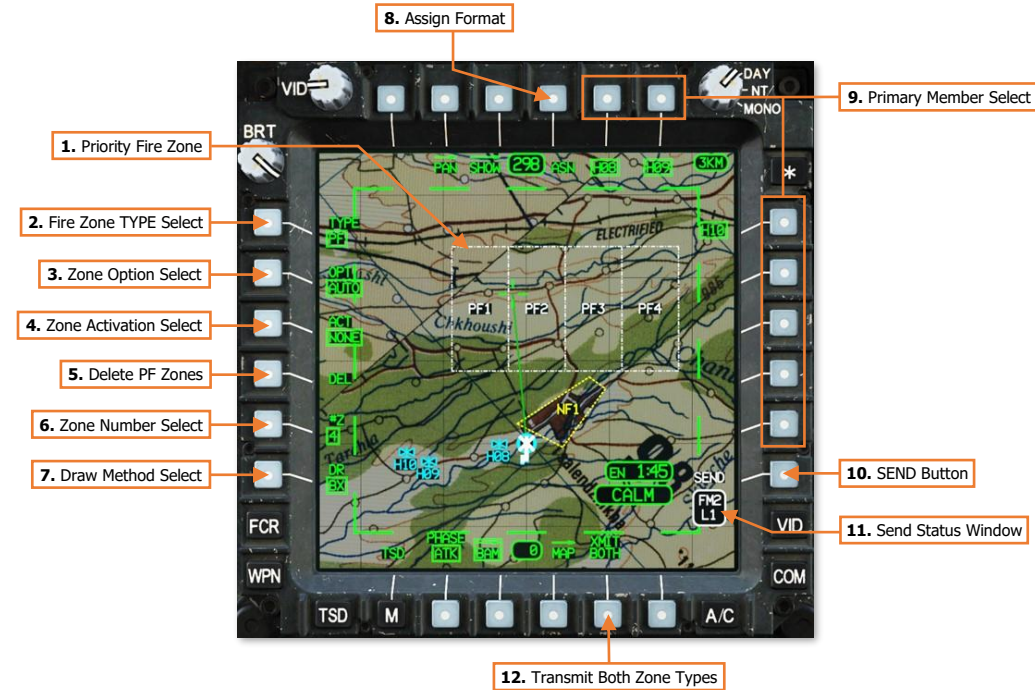 8. Assign Format
9. Primary Member Select
1. Priority Fire Zone
2. Fire Zone TYPE Select
3. Zone Option Select
4. Zone Activation Select
5. Delete PF Zones
6. Zone Number Select
7. Draw Method Select
10. SEND Button
11. Send Status Window
12. Transmit Both Zone Types
VID
DAY
NT
MONO
BRT
*
PAN SHOW 298 ASN H08 H09 3KM
TYPE
PF
H10
ELECTRIFIED
OPT
AUTO
PF1 PF2 PF3 PF4
Chkhoushi
ACT
NONE
DEL
NF1
#Z
4
H10 H09 H08
DR
BX
EN 1:45
CALM
SEND
FM2
L1
PHASE
TSD ATK BAM 0 MAP
XMIT
BOTH
FCR
WPN
TSD
M
A/C
VID
COM